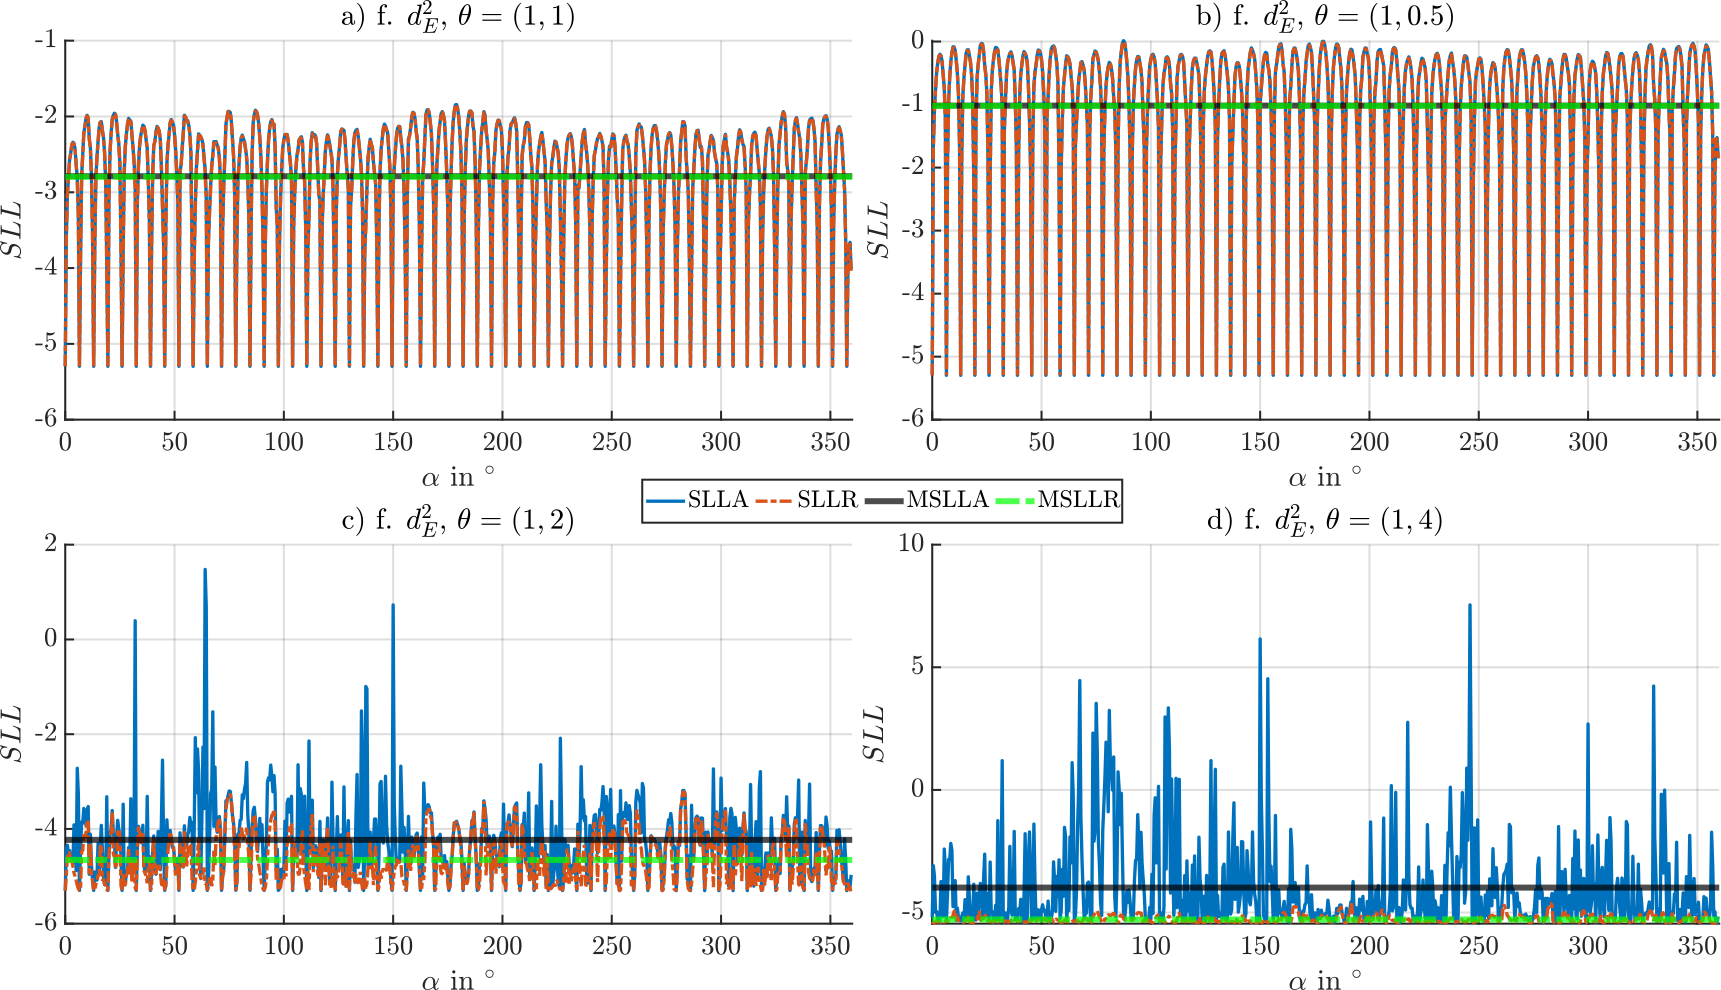 a) f. d_E^2, θ = (1, 1)
-1
-2
-3
-4
-5
-6
SLL
0 50 100 150 200 250 300 350
α in °
b) f. d_E^2, θ = (1, 0.5)
0
-1
-2
-3
-4
-5
-6
SLL
0 50 100 150 200 250 300 350
α in °
SLLA SLLR MSLLA MSLLR
c) f. d_E^2, θ = (1, 2)
2
0
-2
-4
-6
SLL
0 50 100 150 200 250 300 350
α in °
d) f. d_E^2, θ = (1, 4)
10
5
0
-5
SLL
0 50 100 150 200 250 300 350
α in °